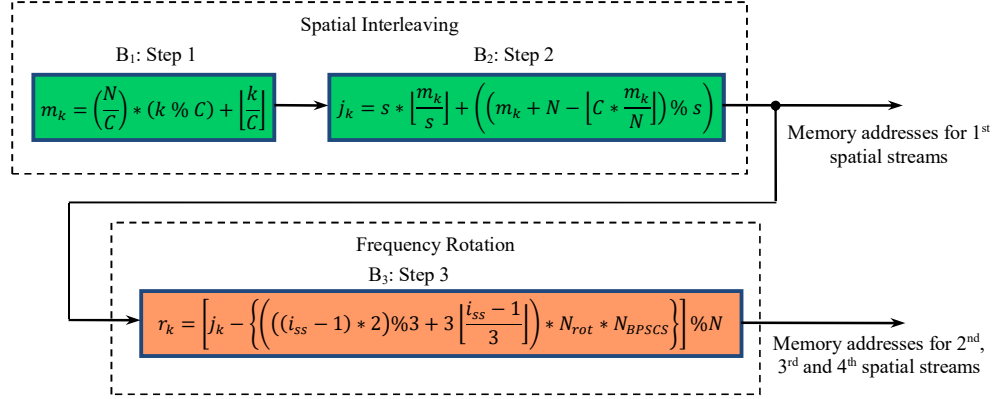 Spatial Interleaving
B₁: Step 1
B₂: Step 2
m_k = (N/C) * (k % C) + ⌊k/C⌋
j_k = s * ⌊m_k/s⌋ + ((m_k + N − ⌊C * m_k/N⌋) % s)
Memory addresses for 1st
spatial streams
Frequency Rotation
B₃: Step 3
r_k = [j_k − {(((i_ss − 1) * 2)%3 + 3 ⌊(i_ss − 1)/3⌋) * N_rot * N_BPSCS}] %N
Memory addresses for 2nd,
3rd and 4th spatial streams